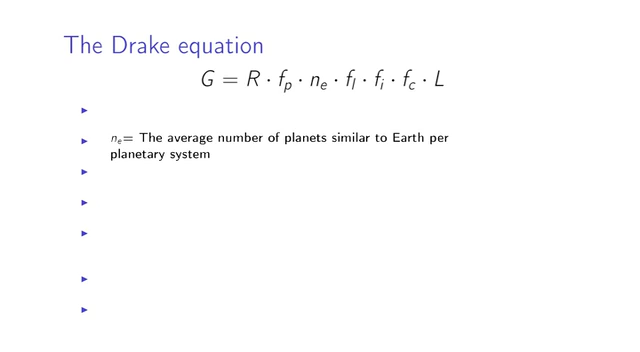 The Drake equation
G = R · f_p · n_e · f_l · f_i · f_c · L
n_e= The average number of planets similar to Earth per
planetary system